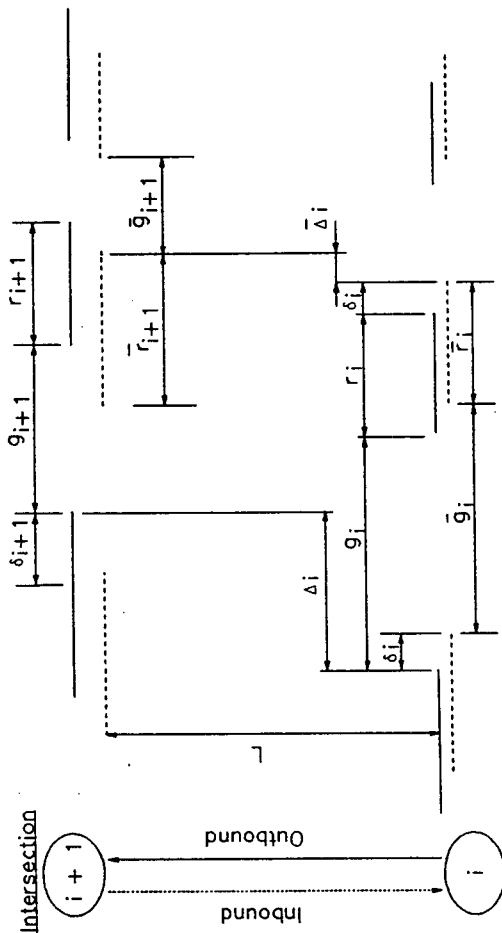 Intersection
i + 1
Inbound
Outbound
i
L
δi+1
gi+1
ri+1
r̄i+1
ḡi+1
Δi
gi
ri
δi
Δ̄i
δi
ḡi
r̄i